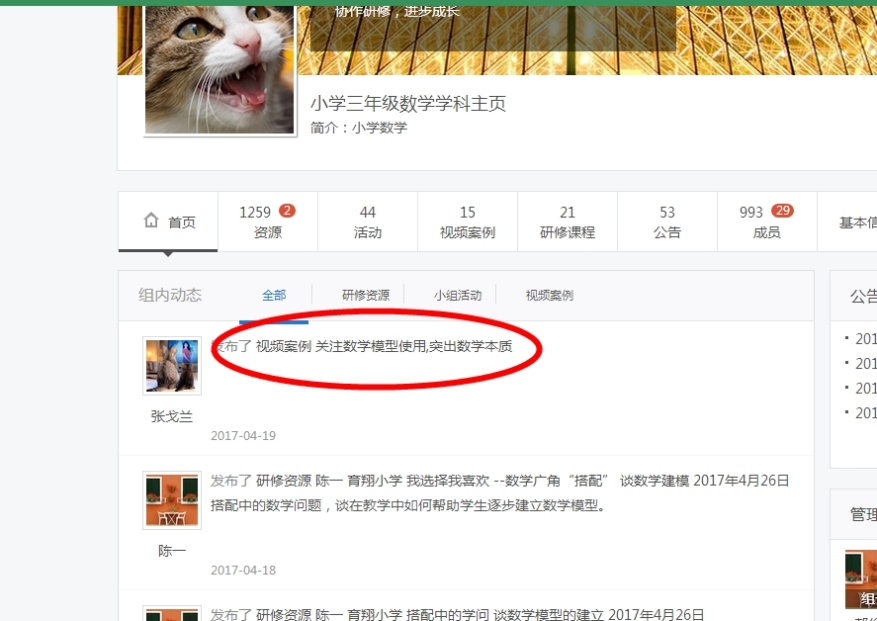 协作研修，进步成长
小学三年级数学学科主页
简介：小学数学
首页
1259 2
资源
44
活动
15
视频案例
21
研修课程
53
公告
993 29
成员
基本信
组内动态
全部
研修资源
小组活动
视频案例
公告
发布了 视频案例 关注数学模型使用,突出数学本质
张戈兰
2017-04-19
201
201
201
201
发布了 研修资源 陈一 育翔小学 我选择我喜欢 --数学广角“搭配” 谈数学建模 2017年4月26日
搭配中的数学问题，谈在教学中如何帮助学生逐步建立数学模型。
陈一
2017-04-18
管理
组
发布了 研修资源 陈一 育翔小学 搭配中的学问 谈数学模型的建立 2017年4月26日